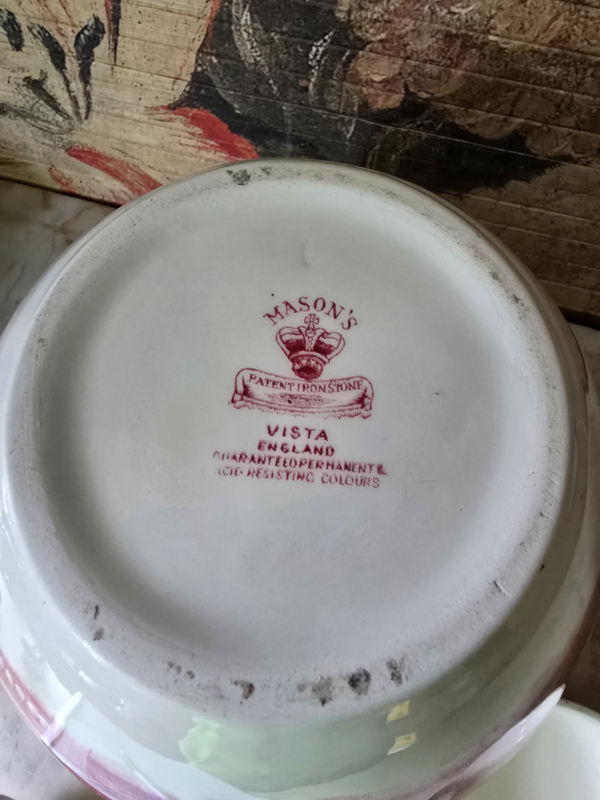 MASON'S
PATENT IRONSTONE
VISTA
ENGLAND
GUARANTEED PERMANENT &
ACID-RESISTING COLOURS